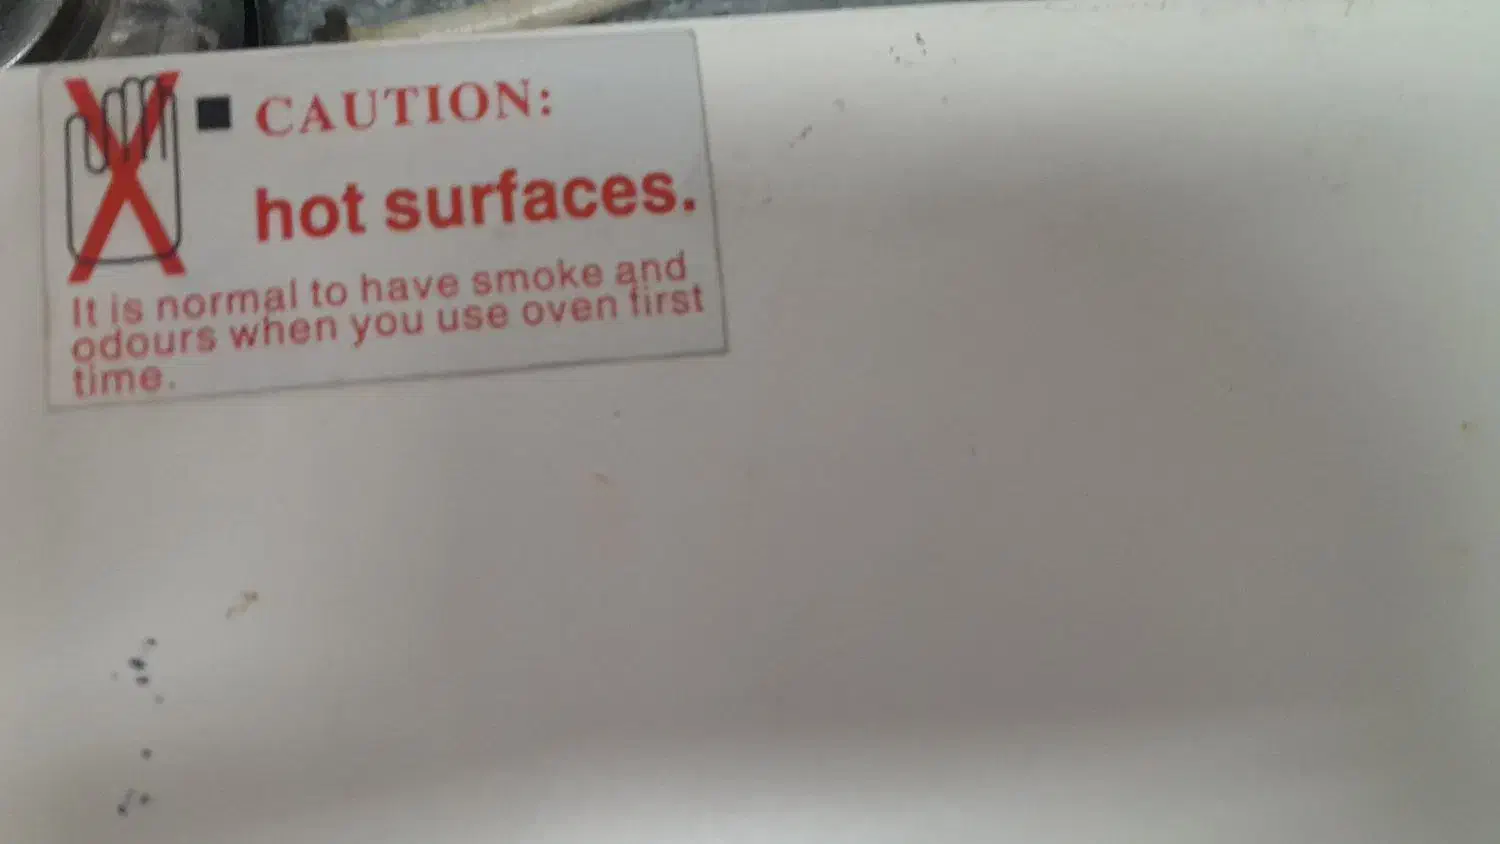 CAUTION:
hot surfaces.
It is normal to have smoke and
odours when you use oven first
time.